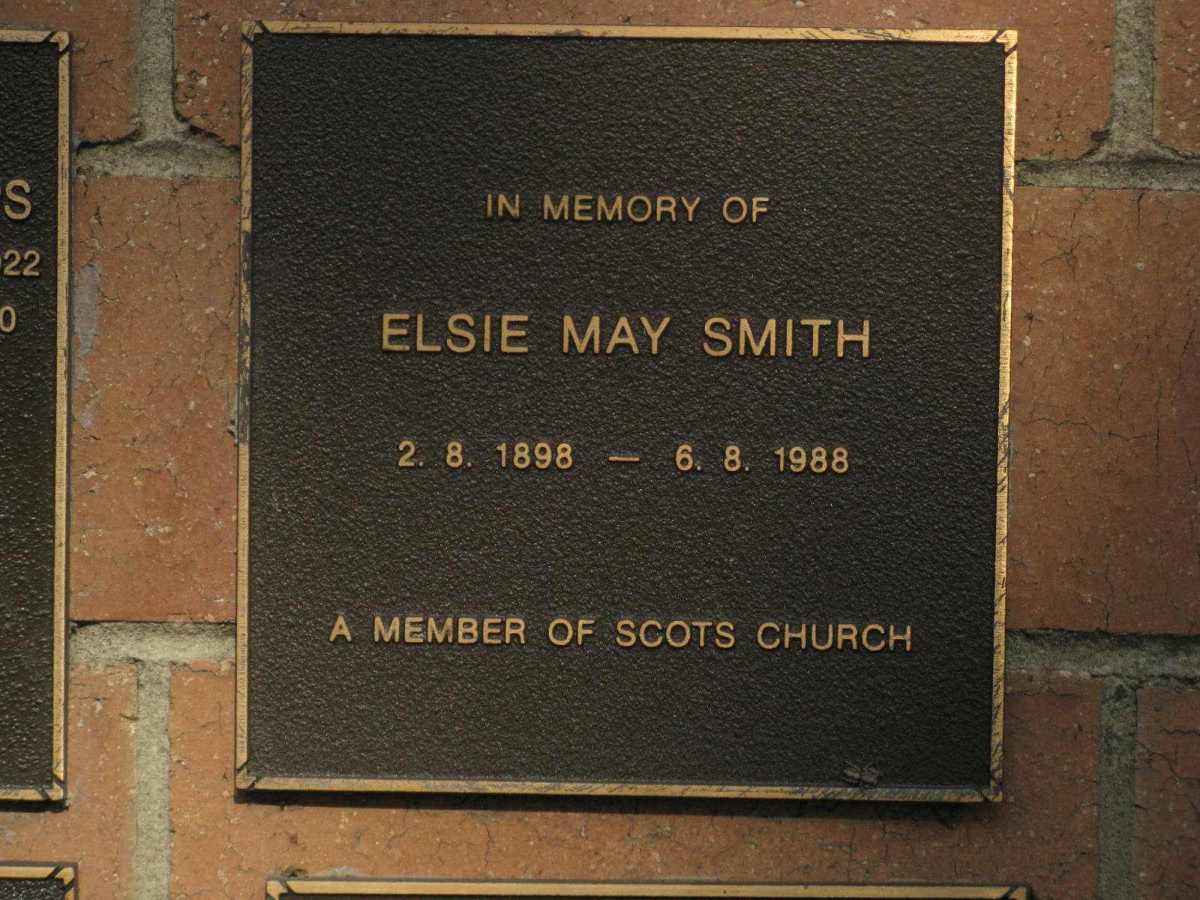 IN MEMORY OF
ELSIE MAY SMITH
2. 8. 1898 — 6. 8. 1988
A MEMBER OF SCOTS CHURCH